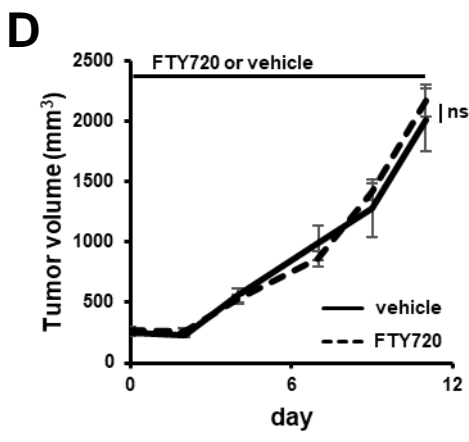 D
FTY720 or vehicle
2500
2000
1500
1000
500
0
Tumor volume (mm³)
ns
vehicle
FTY720
0
6
12
day